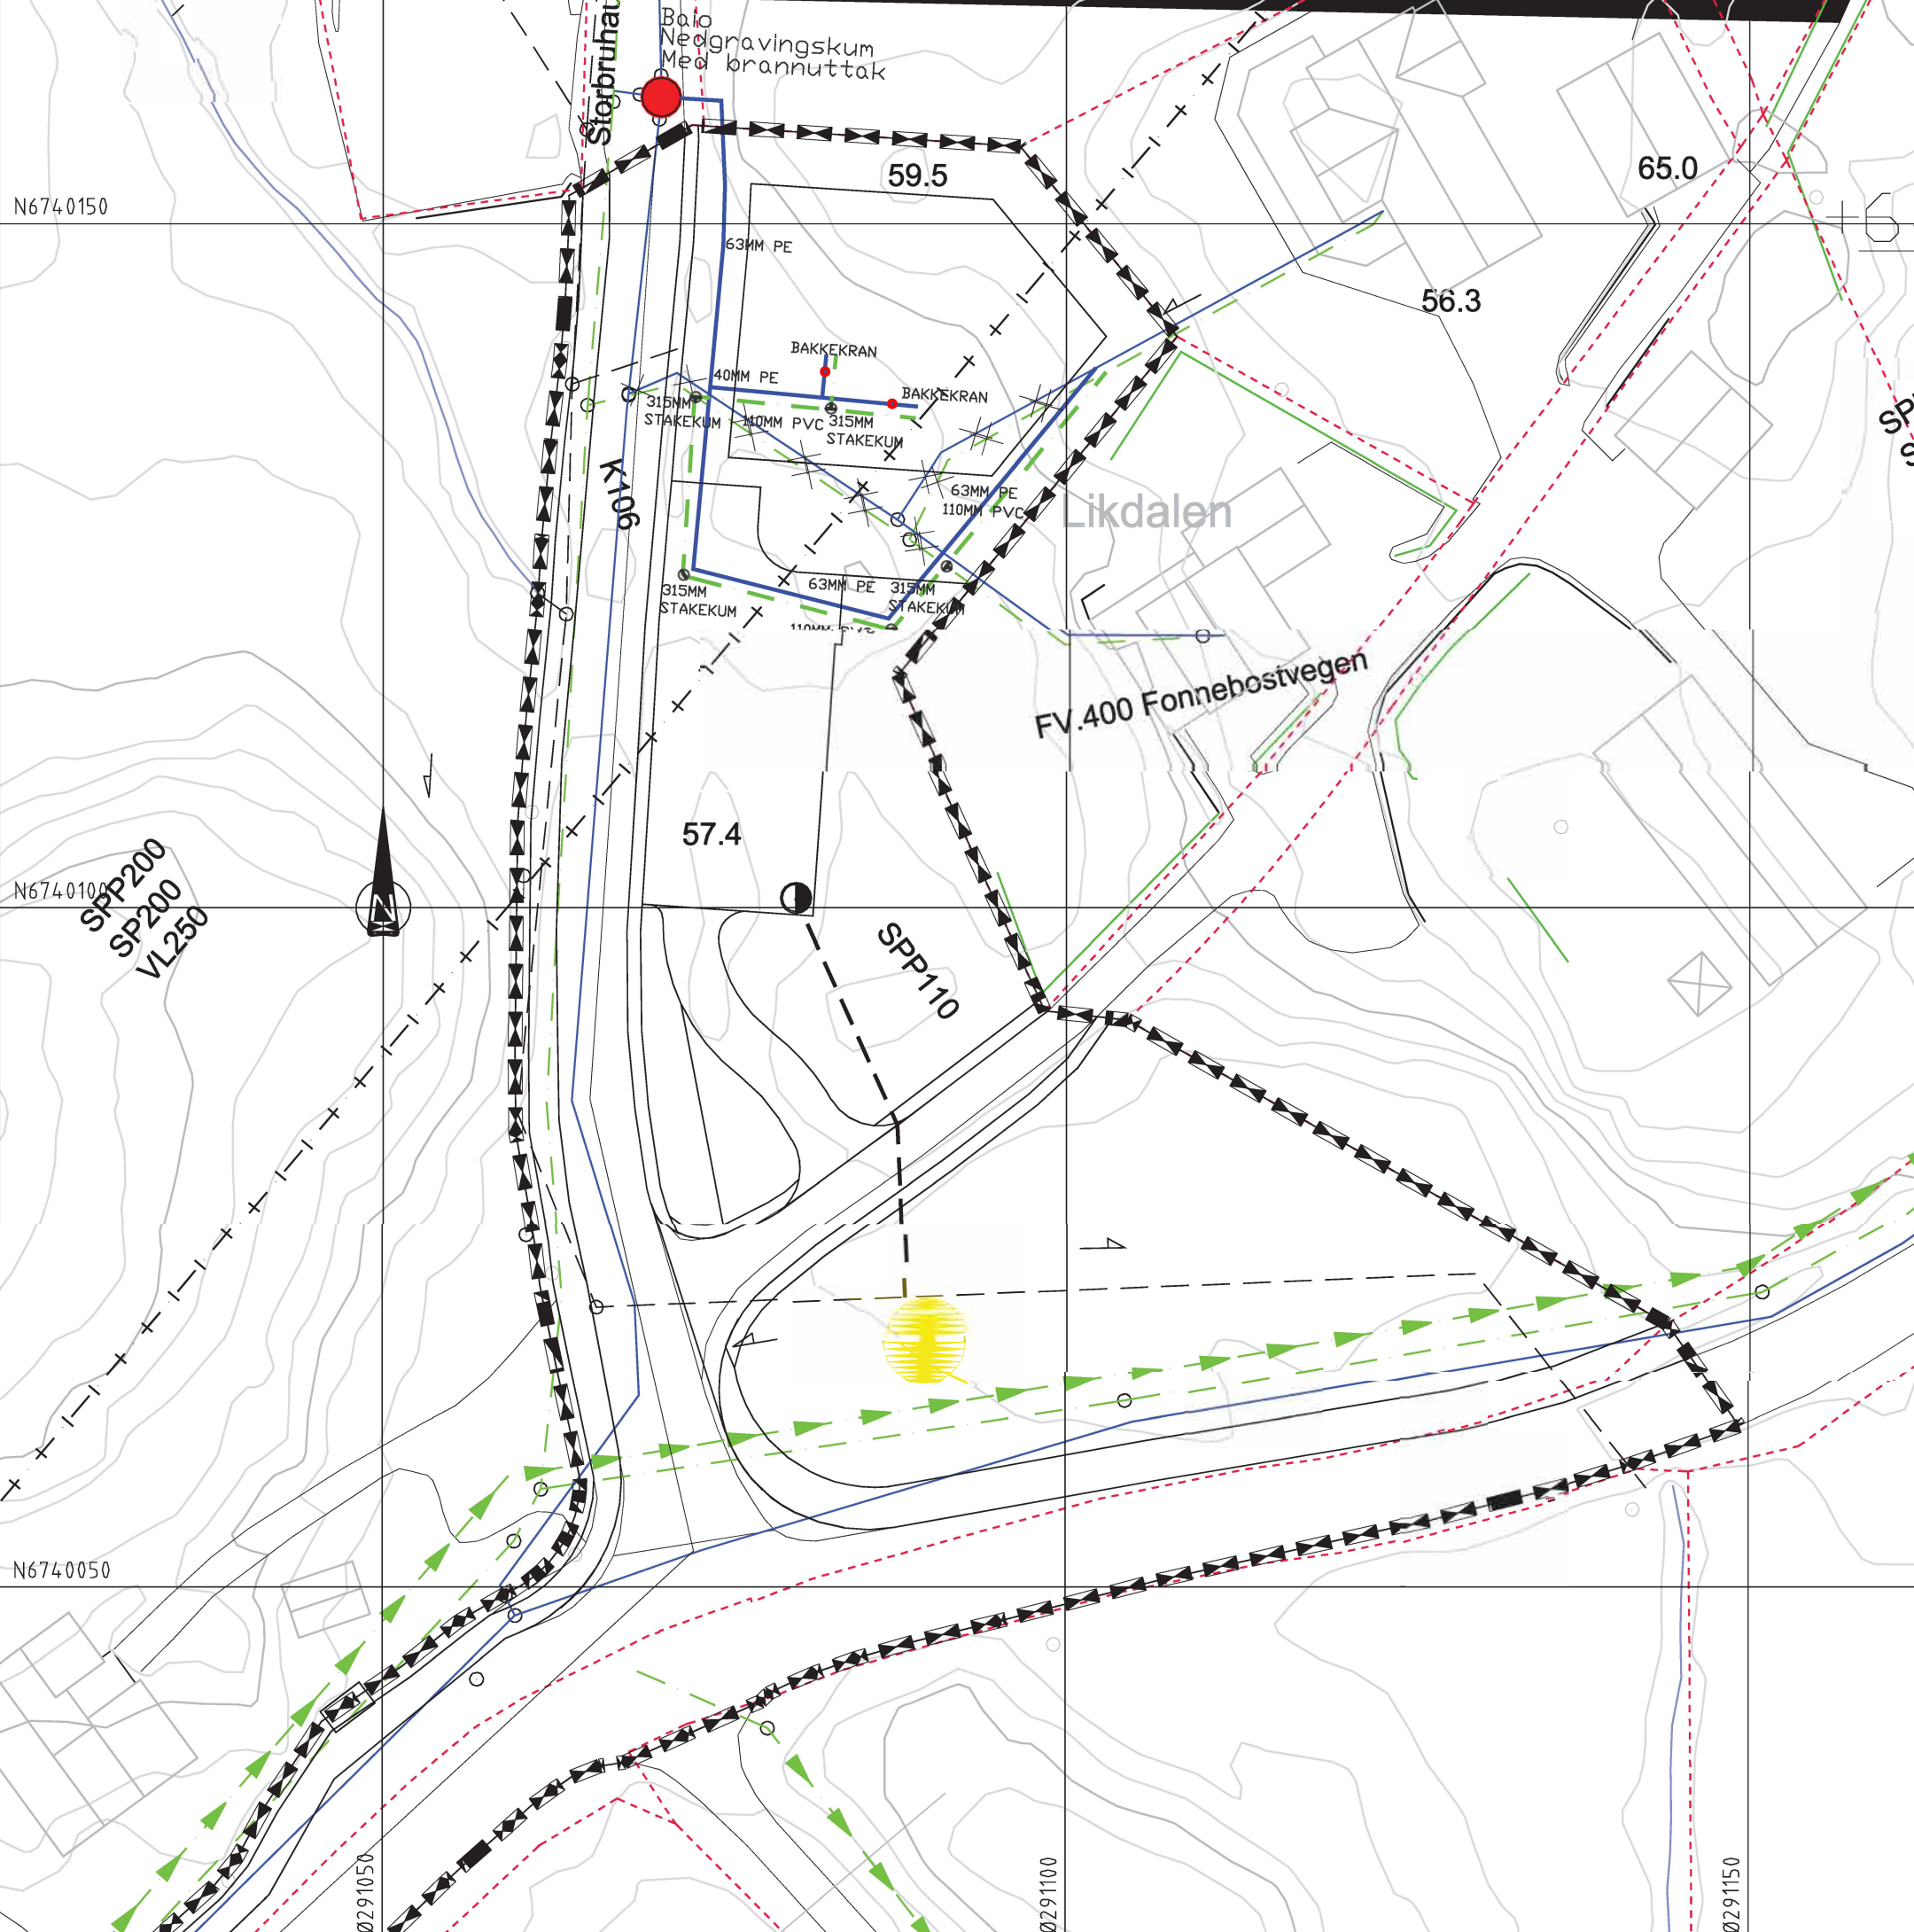 Storbruhau
Balo
Nedgravingskum
Med brannuttak
59.5
65.0
N6740150
63MM PE
56.3
BAKKEKRAN
40MM PE
BAKKEKRAN
315MM
STAKEKUM
110MM PVC
315MM
STAKEKUM
K106
63MM PE
110MM PVC
Likdalen
63MM PE
315MM
STAKEKUM
315MM
STAKEKUM
FV.400 Fonnebostvegen
57.4
N6740100
SPP200
SP200
VL250
N
SPP110
N6740050
Ø291050
Ø291100
Ø291150